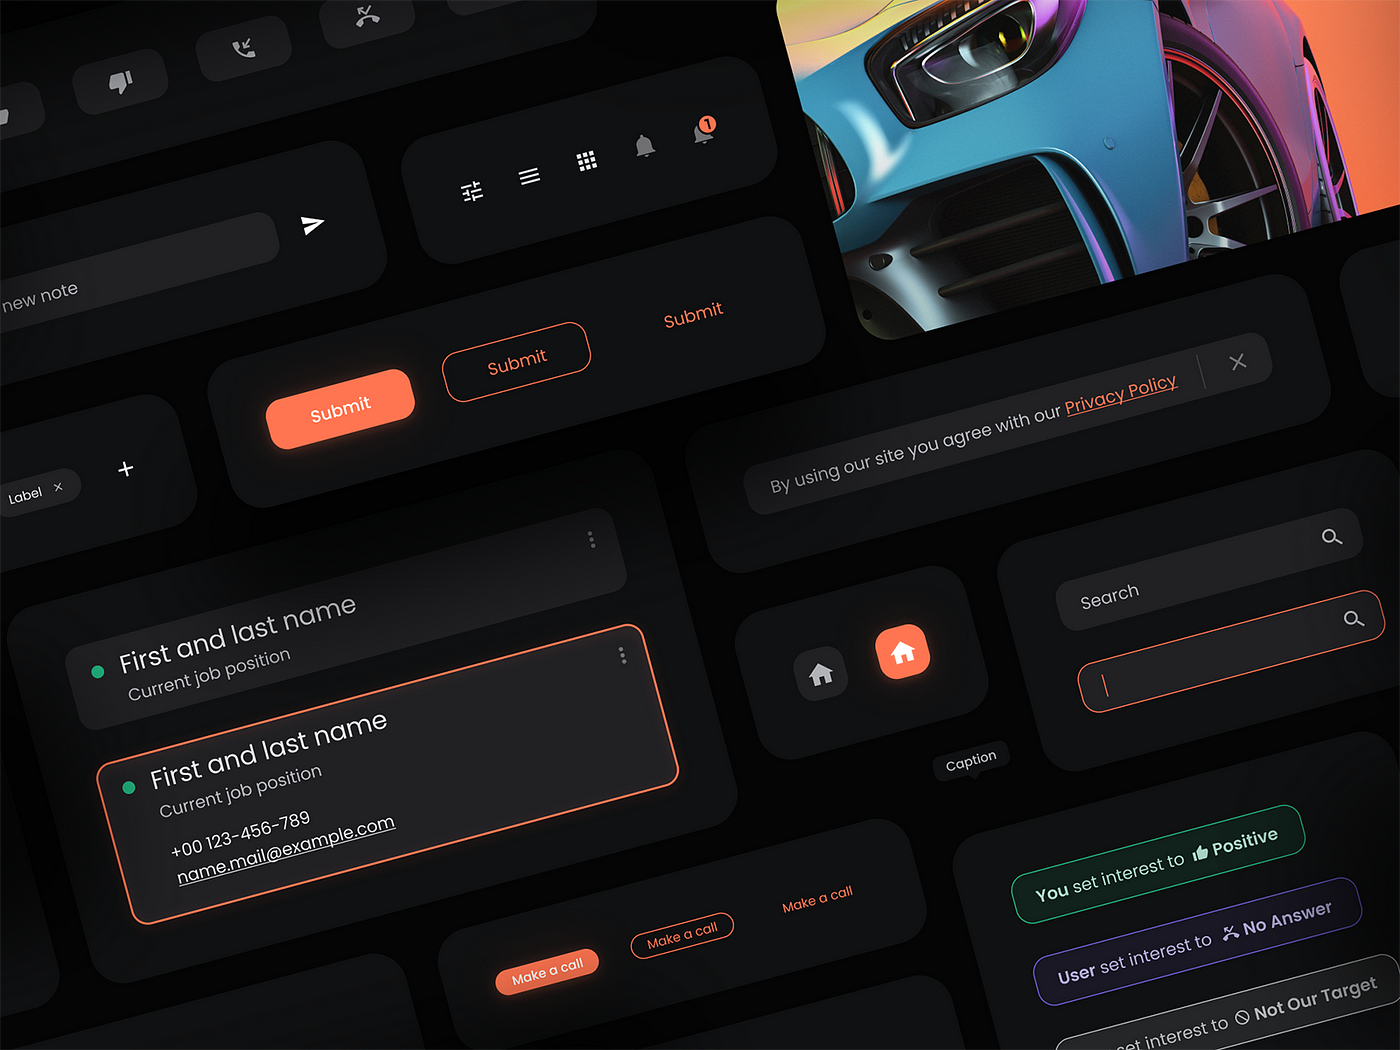 1
new note
Submit
Submit
Submit
By using our site you agree with our Privacy Policy
Label
Search
First and last name
Current job position
First and last name
Current job position
+00 123-456-789
name.mail@example.com
Caption
You set interest to Positive
User set interest to No Answer
set interest to Not Our Target
Make a call
Make a call
Make a call